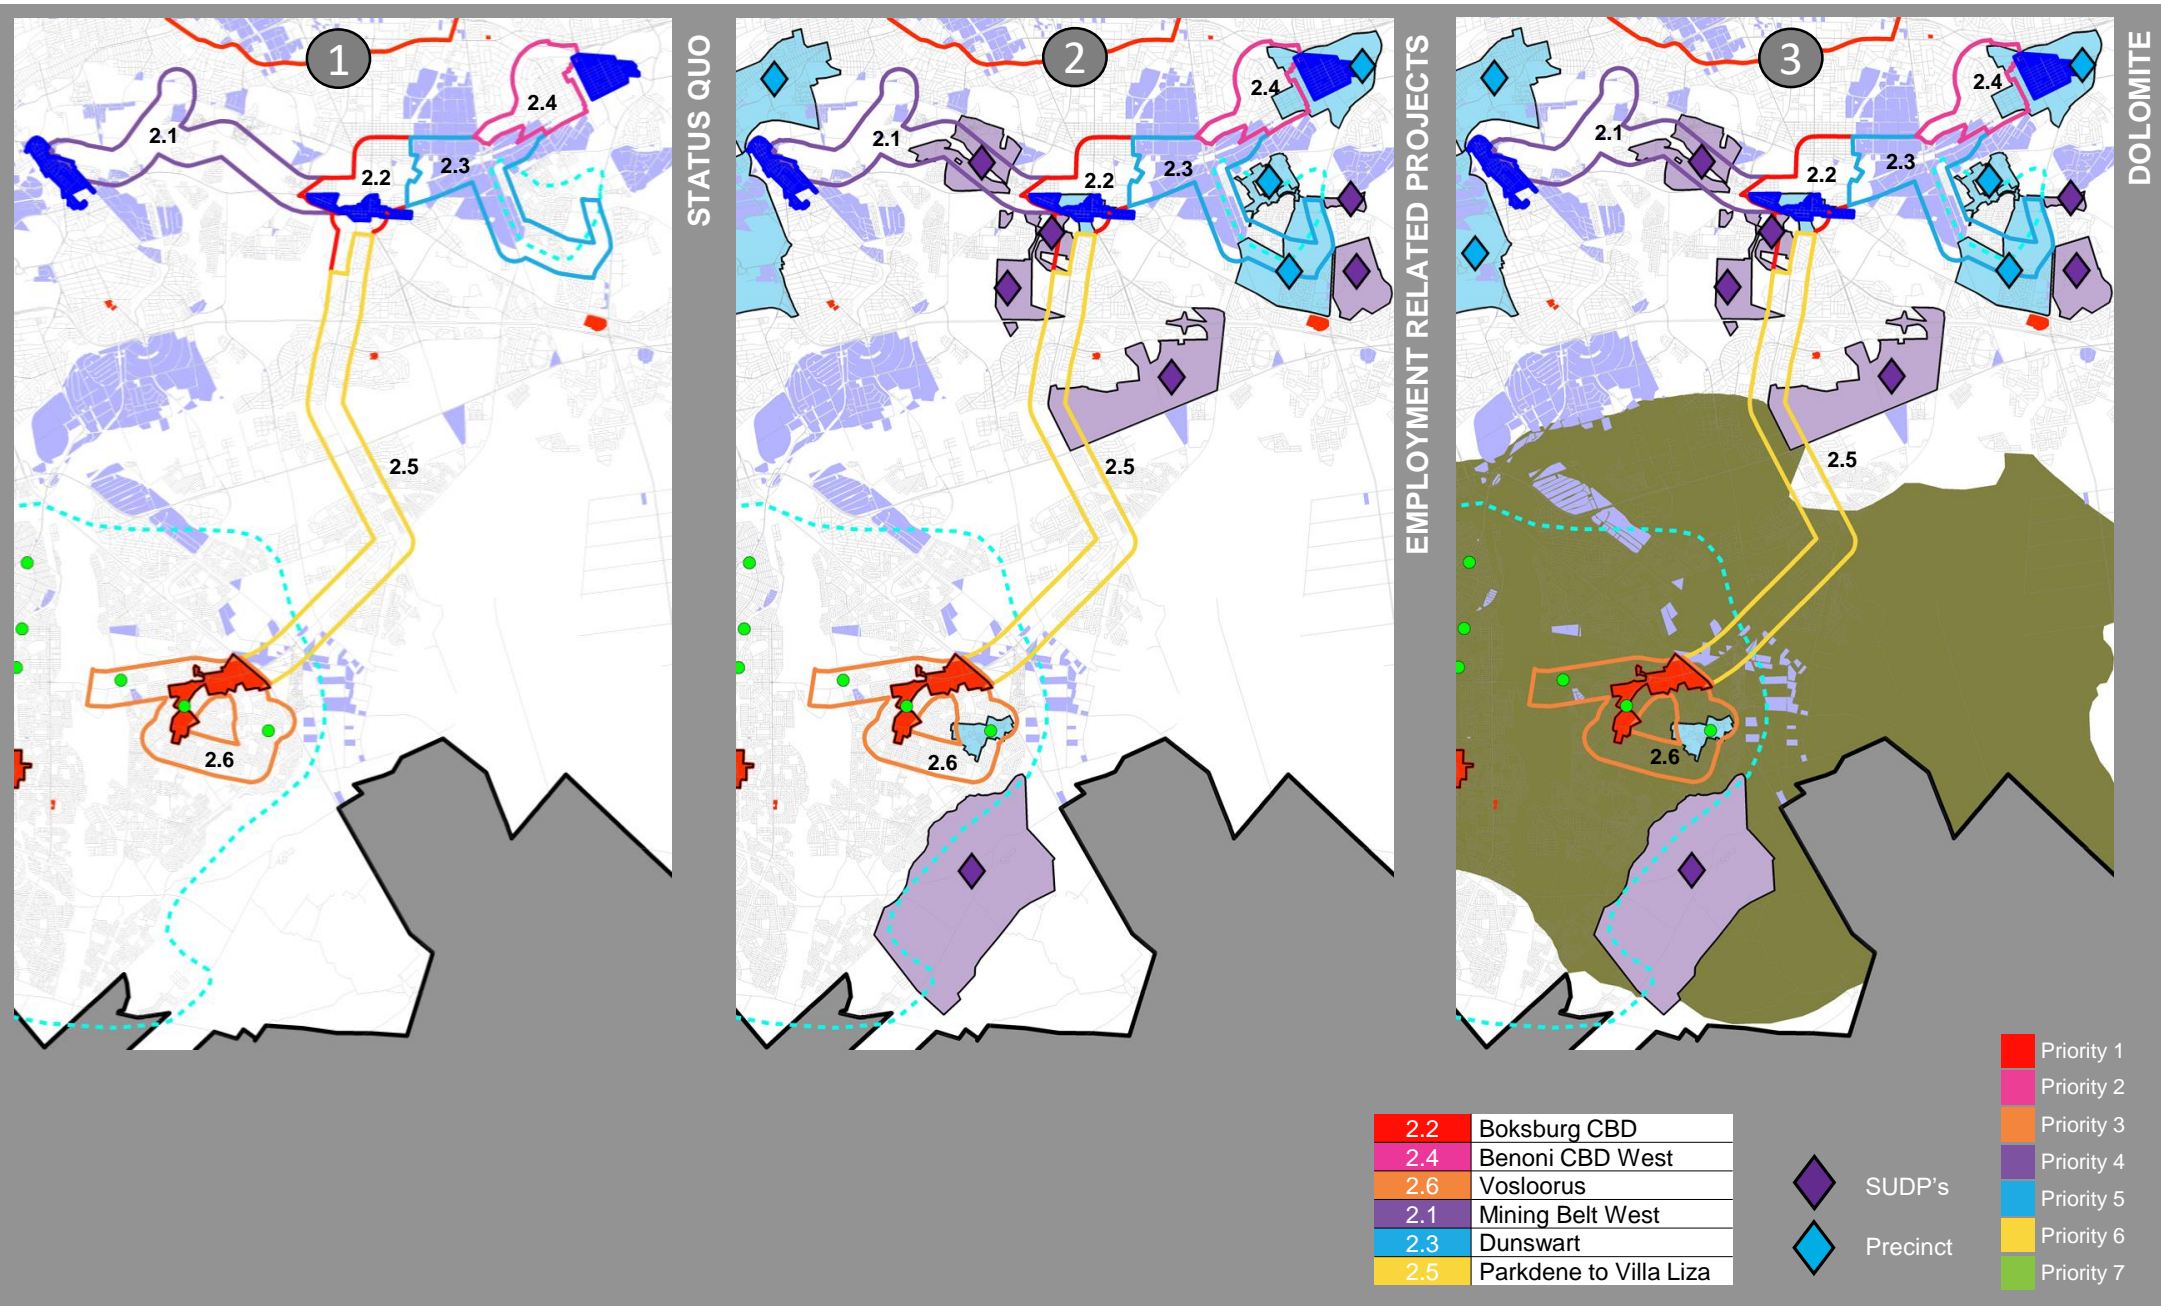 1
2.1
2.2
2.3
2.4
2.5
2.6
STATUS QUO
2
2.1
2.2
2.3
2.4
2.5
2.6
EMPLOYMENT RELATED PROJECTS
3
2.1
2.2
2.3
2.4
2.5
2.6
DOLOMITE
2.2 Boksburg CBD
2.4 Benoni CBD West
2.6 Vosloorus
2.1 Mining Belt West
2.3 Dunswart
2.5 Parkdene to Villa Liza
SUDP's
Precinct
Priority 1
Priority 2
Priority 3
Priority 4
Priority 5
Priority 6
Priority 7